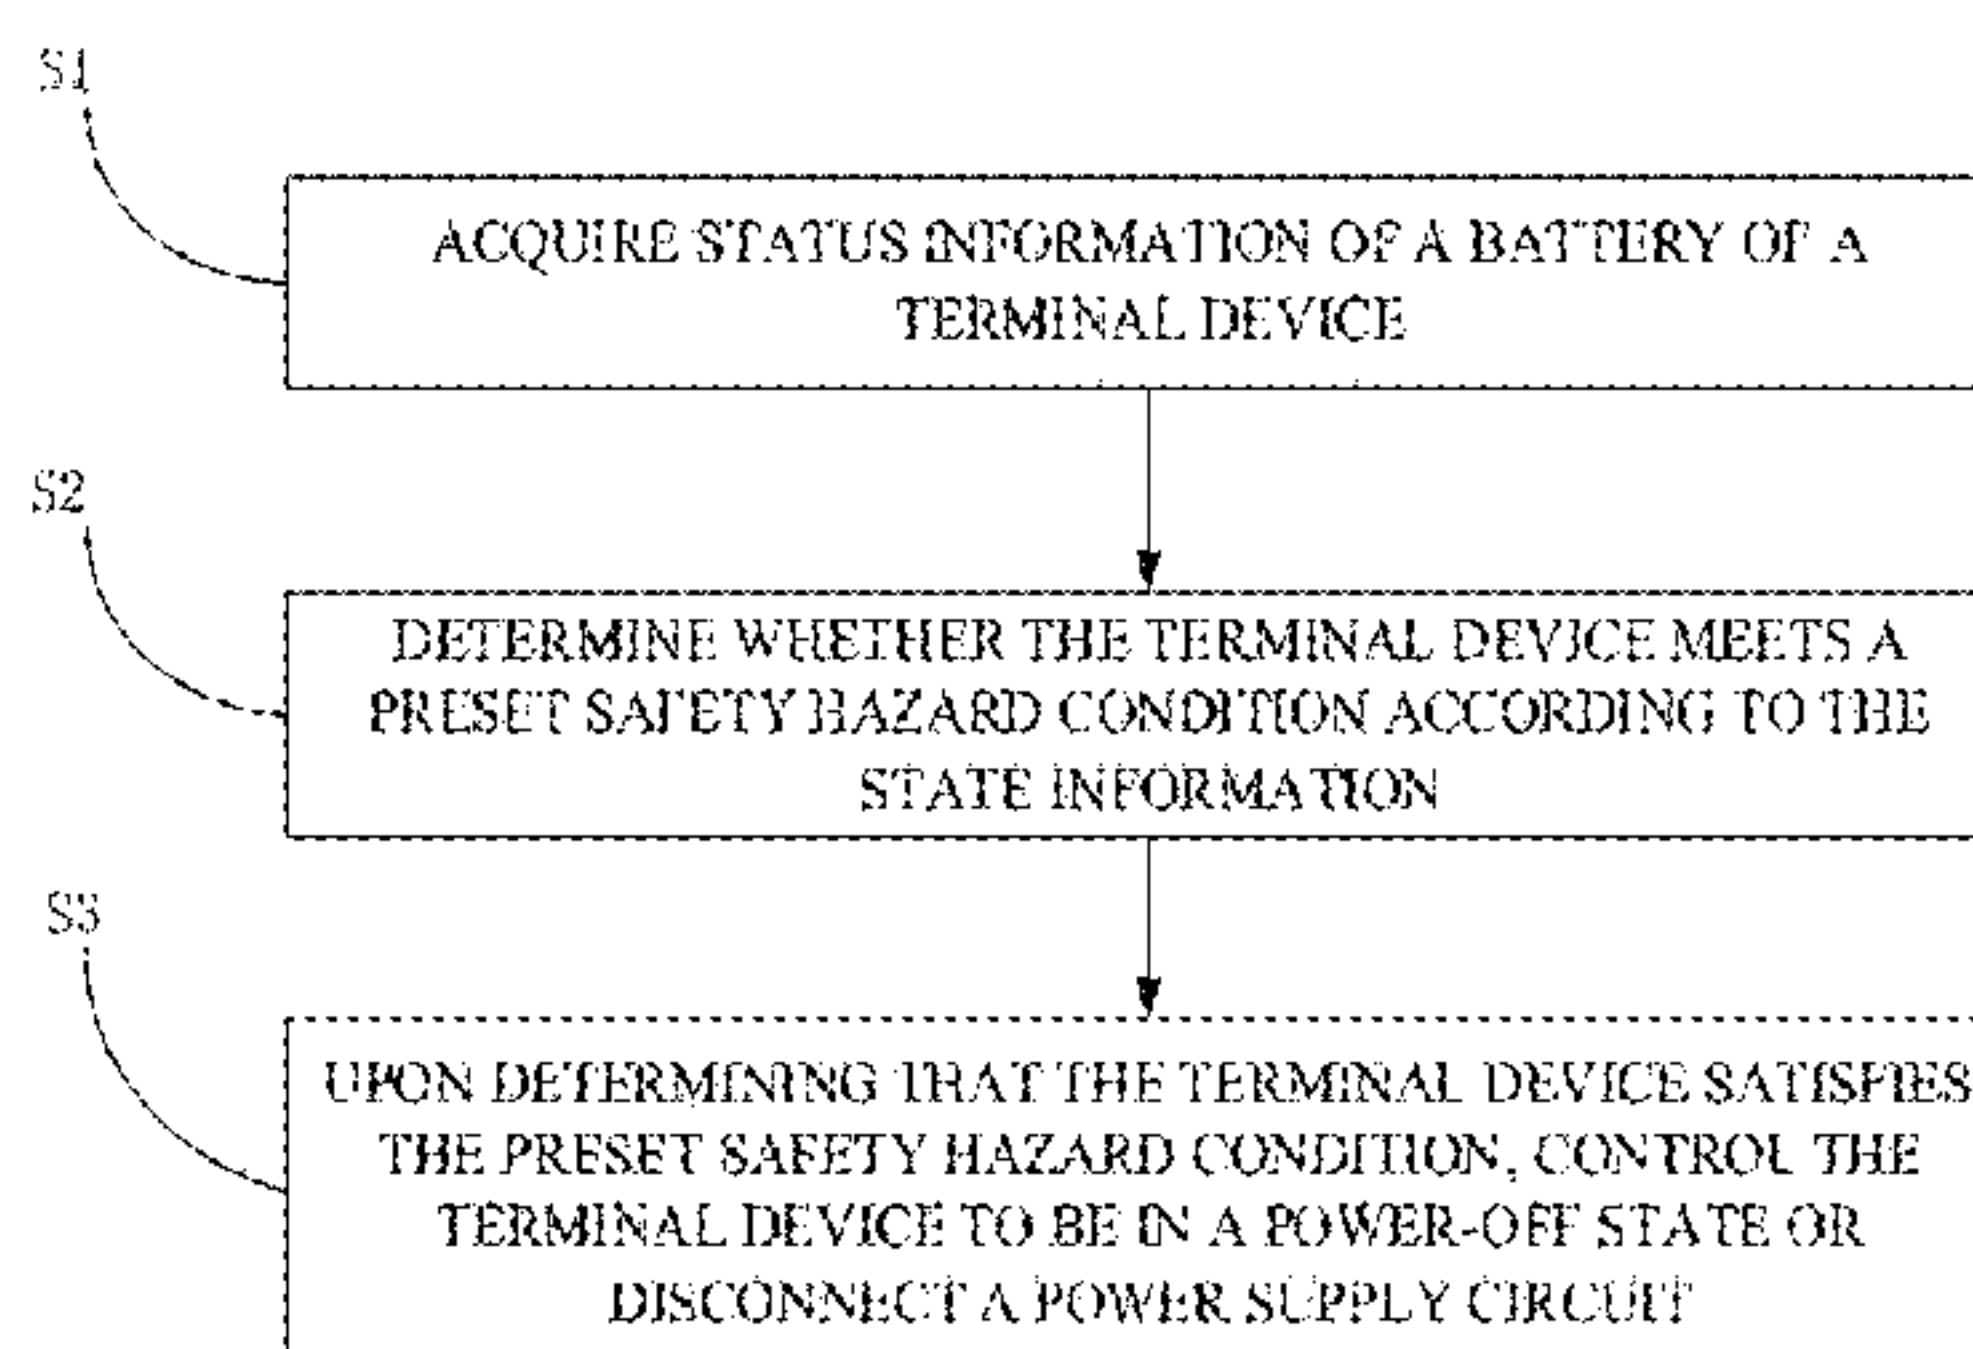 S1
ACQUIRE STATUS INFORMATION OF A BATTERY OF A
TERMINAL DEVICE
S2
DETERMINE WHETHER THE TERMINAL DEVICE MEETS A
PRESET SAFETY HAZARD CONDITION ACCORDING TO THE
STATE INFORMATION
S3
UPON DETERMINING THAT THE TERMINAL DEVICE SATISFIES
THE PRESET SAFETY HAZARD CONDITION, CONTROL THE
TERMINAL DEVICE TO BE IN A POWER-OFF STATE OR
DISCONNECT A POWER SUPPLY CIRCUIT